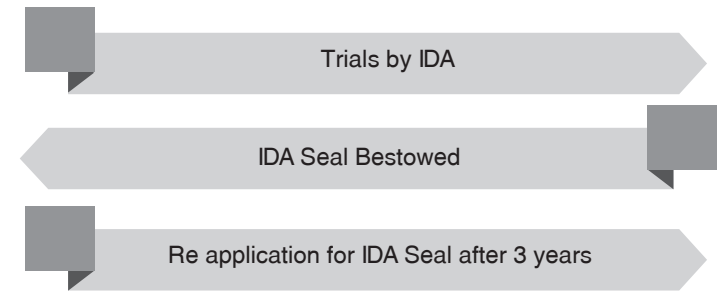 Trials by IDA
IDA Seal Bestowed
Re application for IDA Seal after 3 years